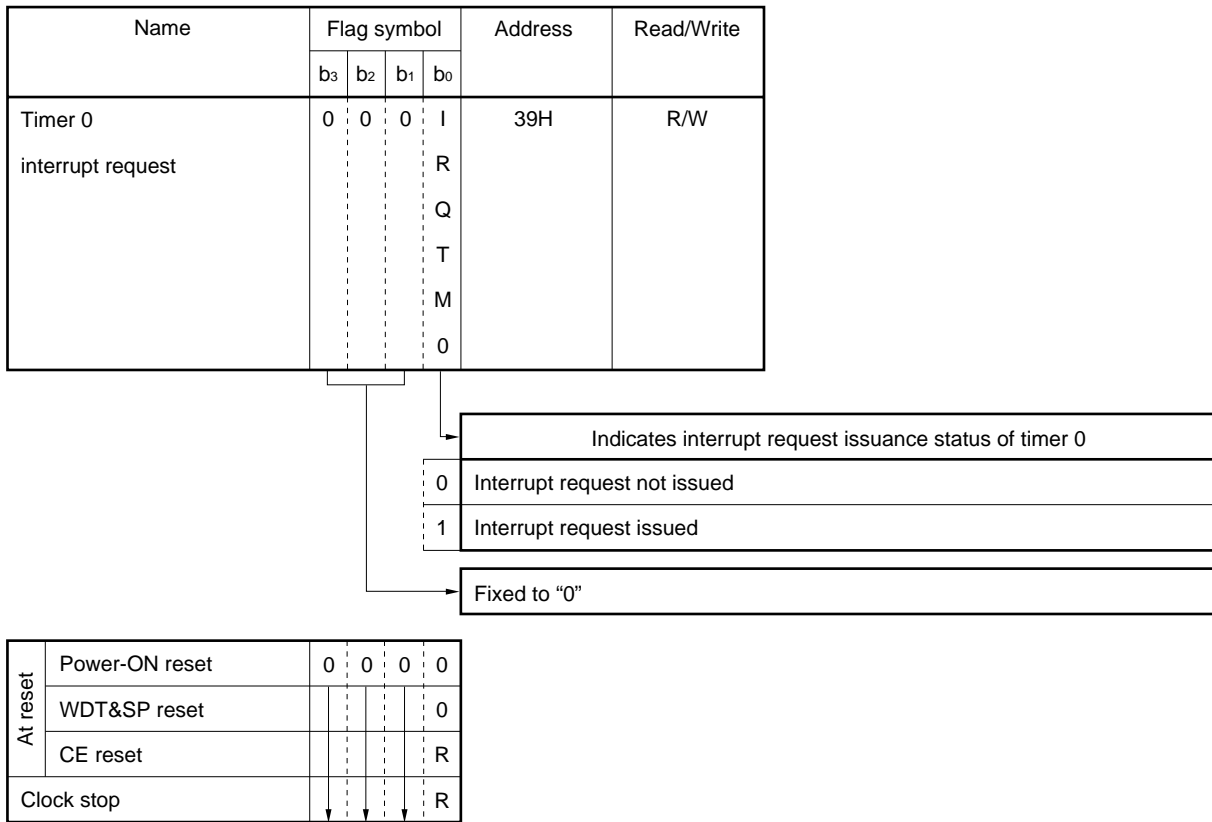 Name Flag symbol Address Read/Write
b3 b2 b1 b0
Timer 0 0 0 0 I 39H R/W
interrupt request R
Q
T
M
0
Indicates interrupt request issuance status of timer 0
0 Interrupt request not issued
1 Interrupt request issued
Fixed to “0”
At reset
Power-ON reset 0 0 0 0
WDT&SP reset 0
CE reset R
Clock stop R